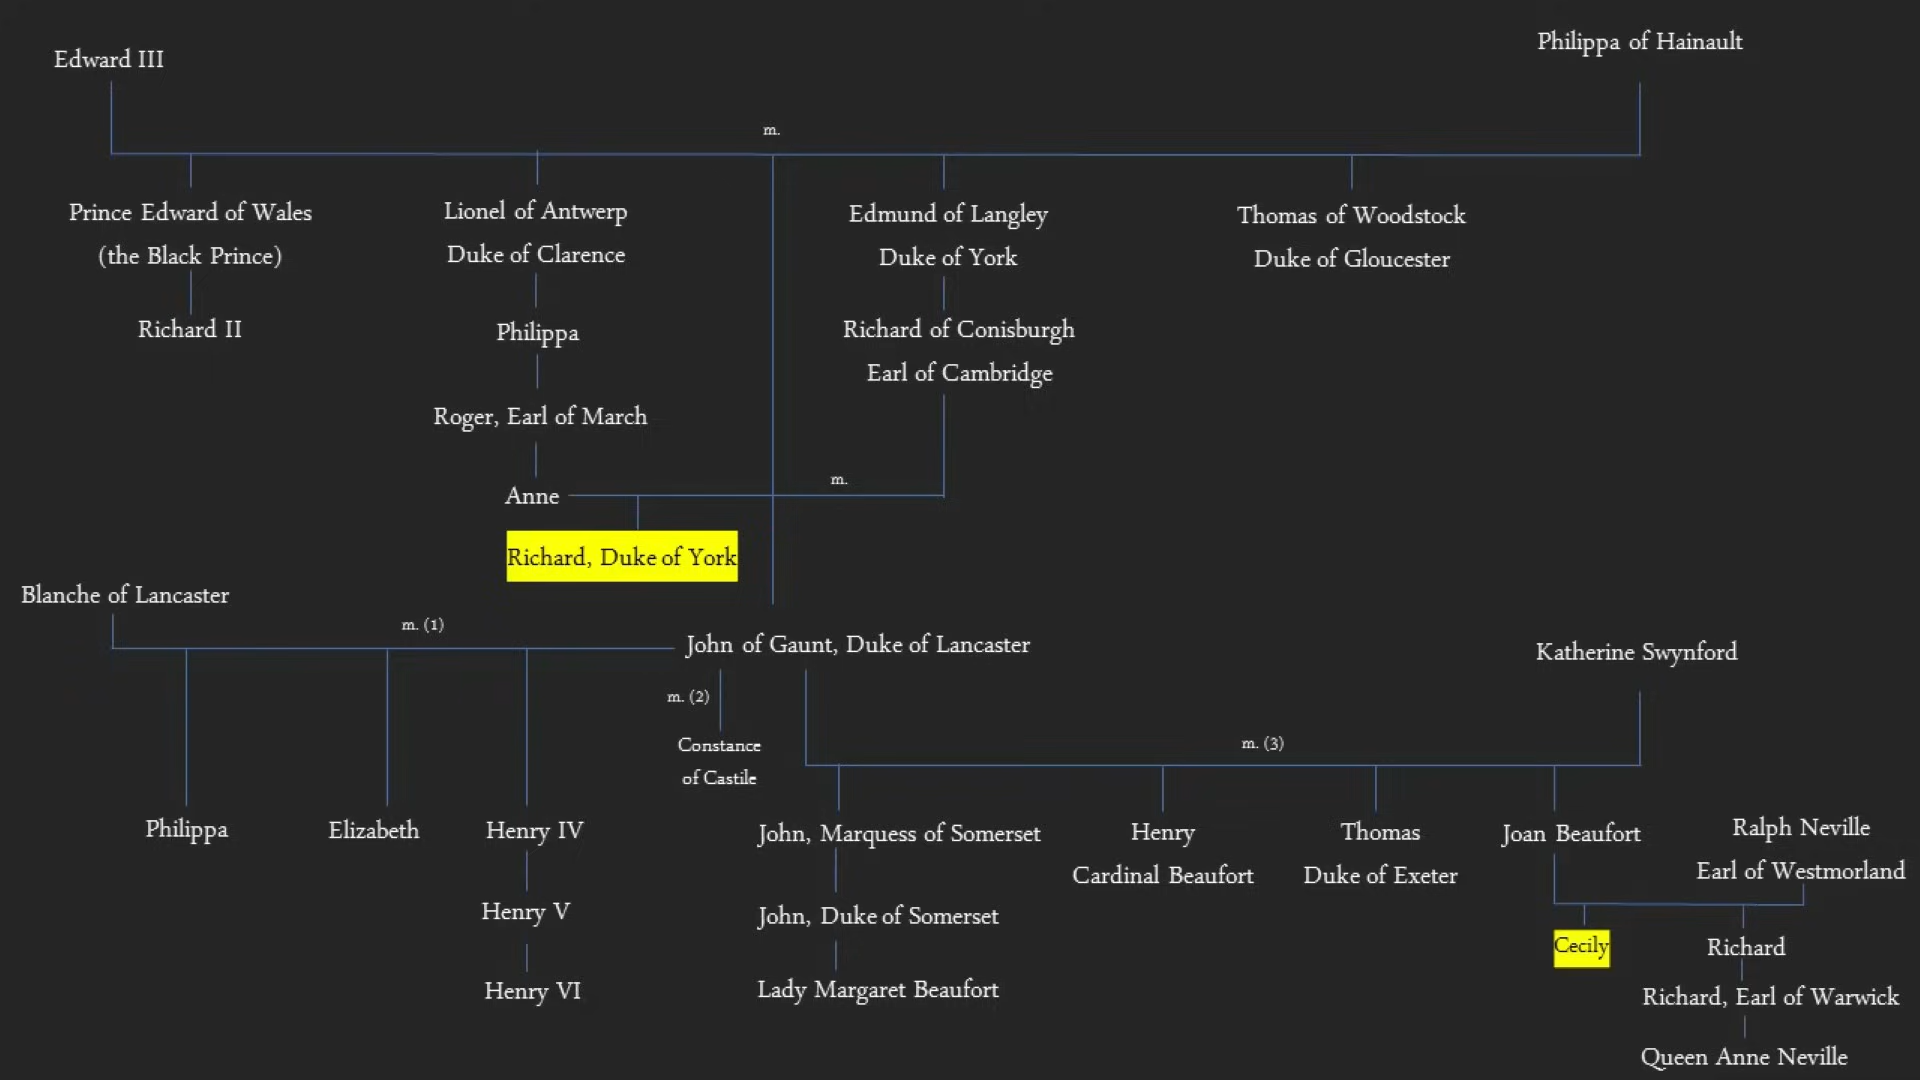 Edward III
Philippa of Hainault
m.
Prince Edward of Wales
(the Black Prince)
Lionel of Antwerp
Duke of Clarence
Edmund of Langley
Duke of York
Thomas of Woodstock
Duke of Gloucester
Richard II
Philippa
Richard of Conisburgh
Earl of Cambridge
Roger, Earl of March
Anne
m.
Richard, Duke of York
Blanche of Lancaster
m. (1)
John of Gaunt, Duke of Lancaster
Katherine Swynford
m. (2)
Constance
of Castile
m. (3)
Philippa
Elizabeth
Henry IV
John, Marquess of Somerset
Henry
Cardinal Beaufort
Thomas
Duke of Exeter
Joan Beaufort
Ralph Neville
Earl of Westmorland
Henry V
John, Duke of Somerset
Cecily
Richard
Henry VI
Lady Margaret Beaufort
Richard, Earl of Warwick
Queen Anne Neville